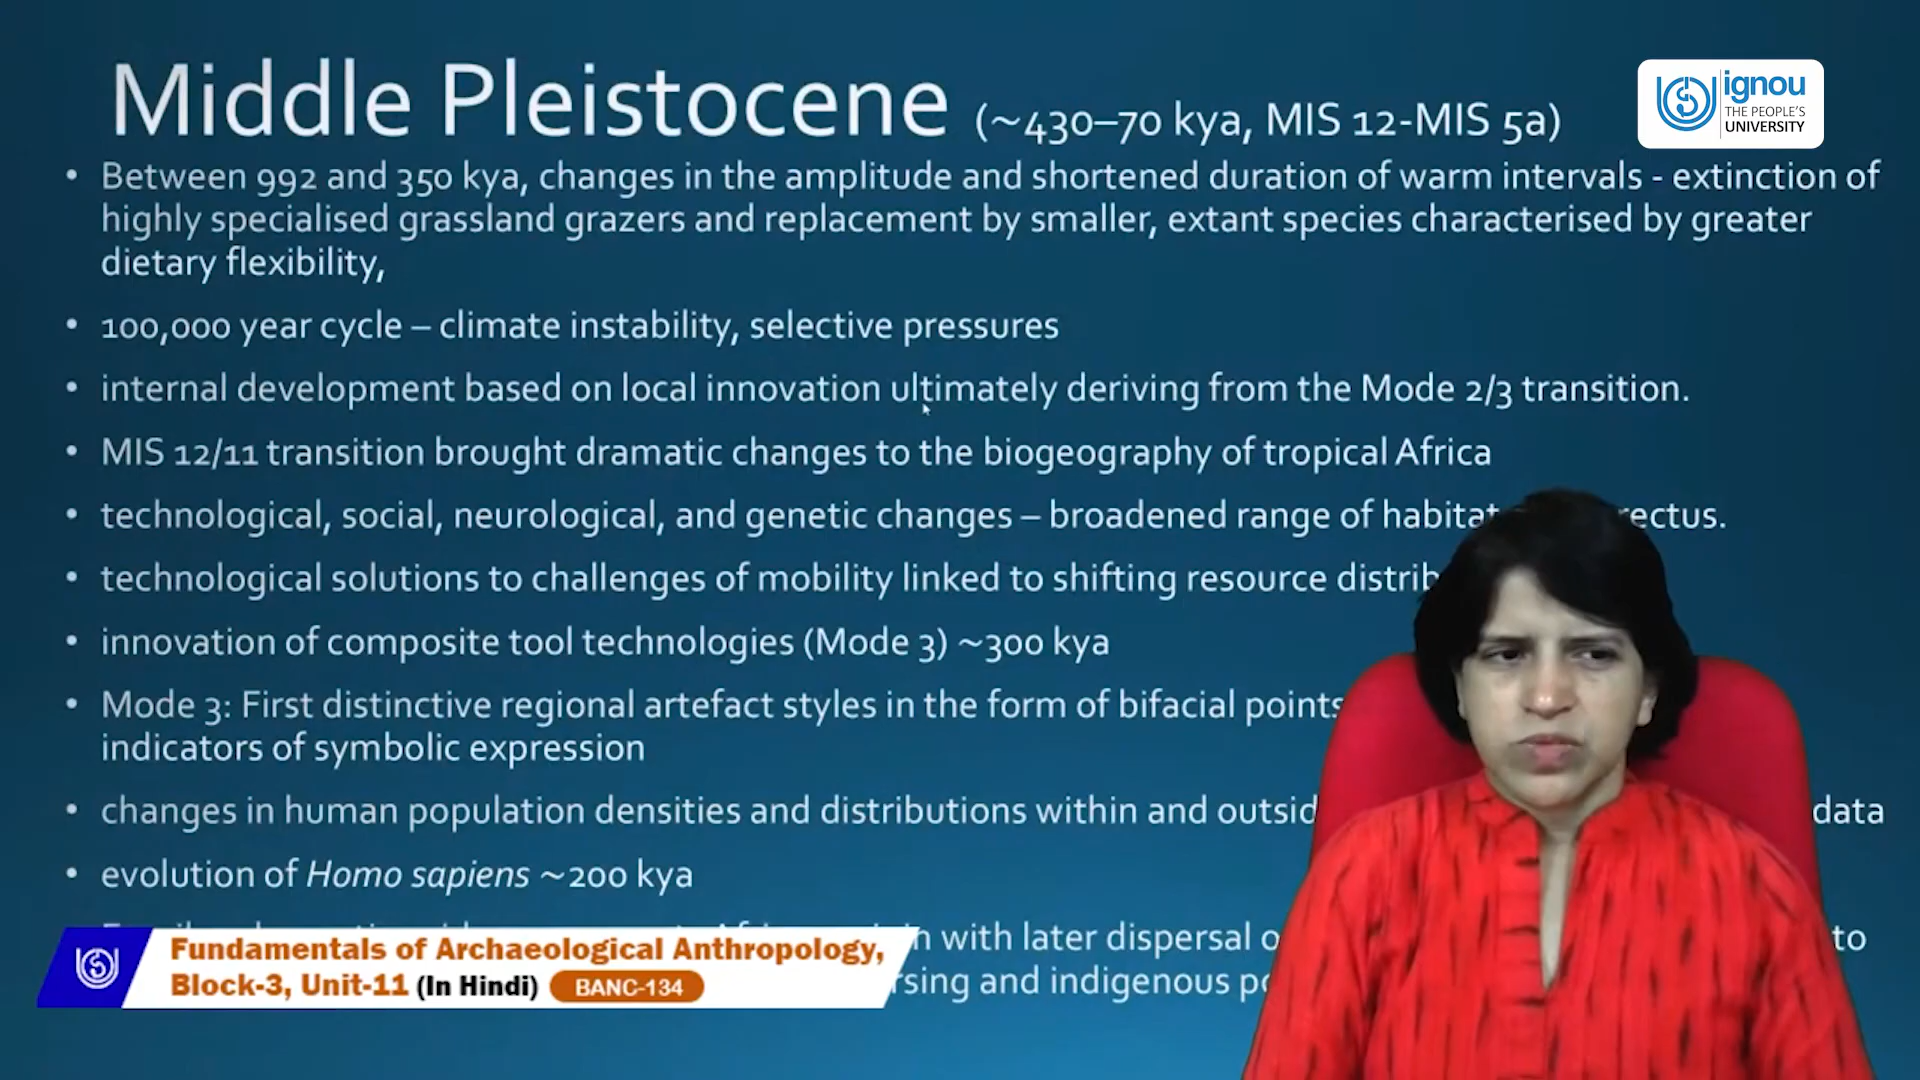 Middle Pleistocene (~430–70 kya, MIS 12-MIS 5a)
ignou
THE PEOPLE'S
UNIVERSITY
• Between 992 and 350 kya, changes in the amplitude and shortened duration of warm intervals - extinction of
highly specialised grassland grazers and replacement by smaller, extant species characterised by greater
dietary flexibility,
• 100,000 year cycle – climate instability, selective pressures
• internal development based on local innovation ultimately deriving from the Mode 2/3 transition.
• MIS 12/11 transition brought dramatic changes to the biogeography of tropical Africa
• technological, social, neurological, and genetic changes – broadened range of habitat rectus.
• technological solutions to challenges of mobility linked to shifting resource distrib
• innovation of composite tool technologies (Mode 3) ~300 kya
• Mode 3: First distinctive regional artefact styles in the form of bifacial points
indicators of symbolic expression
• changes in human population densities and distributions within and outsid data
• evolution of Homo sapiens ~200 kya
with later dispersal to
and indigenous
Fundamentals of Archaeological Anthropology,
Block-3, Unit-11 (In Hindi) BANC-134